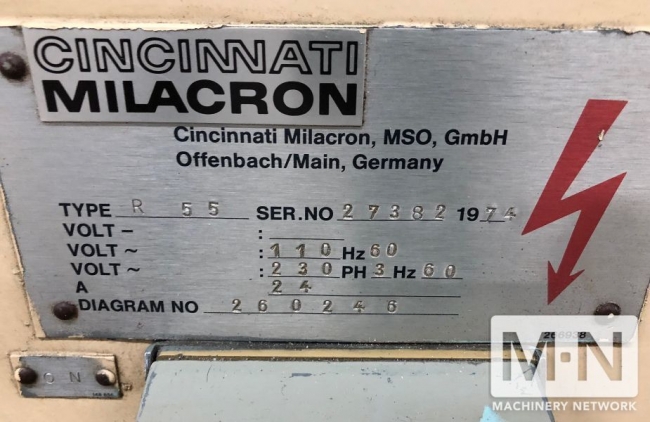 CINCINNATI
MILACRON
Cincinnati Milacron, MSO, GmbH
Offenbach/Main, Germany
TYPE R 55 SER.NO 27382 1974
VOLT – :
VOLT ~ : 110 Hz 60
VOLT ~ : 230 PH 3 Hz 60
A 24
DIAGRAM NO 260246
M·N
MACHINERY NETWORK
ON